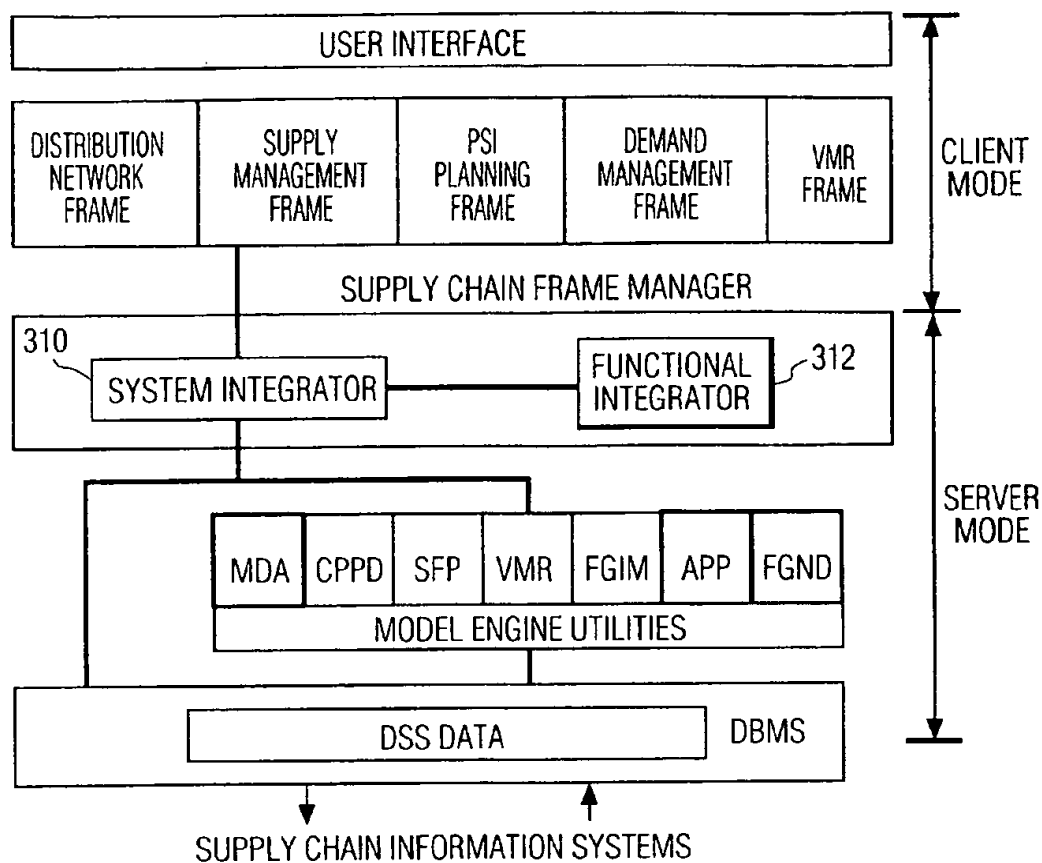 USER INTERFACE
DISTRIBUTION
NETWORK
FRAME
SUPPLY
MANAGEMENT
FRAME
PSI
PLANNING
FRAME
DEMAND
MANAGEMENT
FRAME
VMR
FRAME
CLIENT
MODE
SUPPLY CHAIN FRAME MANAGER
310
SYSTEM INTEGRATOR
FUNCTIONAL
INTEGRATOR
312
SERVER
MODE
MDA
CPPD
SFP
VMR
FGIM
APP
FGND
MODEL ENGINE UTILITIES
DSS DATA
DBMS
SUPPLY CHAIN INFORMATION SYSTEMS